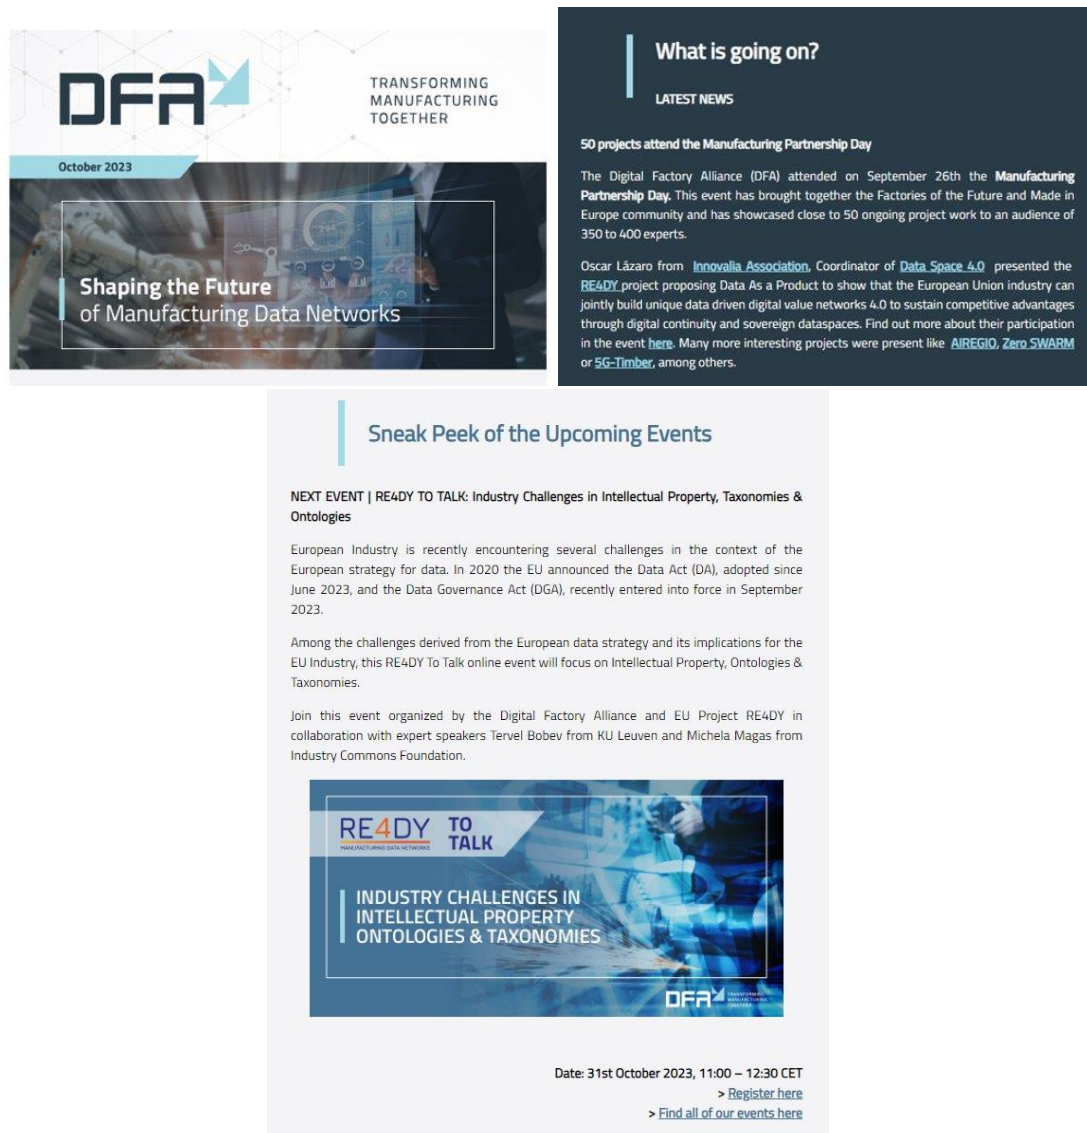 DFA
TRANSFORMING
MANUFACTURING
TOGETHER
October 2023
Shaping the Future
of Manufacturing Data Networks
What is going on?
LATEST NEWS
50 projects attend the Manufacturing Partnership Day
The Digital Factory Alliance (DFA) attended on September 26th the Manufacturing
Partnership Day. This event has brought together the Factories of the Future and Made in
Europe community and has showcased close to 50 ongoing project work to an audience of
350 to 400 experts.
Oscar Lázaro from Innovalia Association, Coordinator of Data Space 4.0 presented the
RE4DY project proposing Data As a Product to show that the European Union industry can
jointly build unique data driven digital value networks 4.0 to sustain competitive advantages
through digital continuity and sovereign dataspaces. Find out more about their participation
in the event here. Many more interesting projects were present like AIREGIO, Zero SWARM
or 5G-Timber, among others.
Sneak Peek of the Upcoming Events
NEXT EVENT | RE4DY TO TALK: Industry Challenges in Intellectual Property, Taxonomies &
Ontologies
European Industry is recently encountering several challenges in the context of the
European strategy for data. In 2020 the EU announced the Data Act (DA), adopted since
June 2023, and the Data Governance Act (DGA), recently entered into force in September
2023.
Among the challenges derived from the European data strategy and its implications for the
EU Industry, this RE4DY To Talk online event will focus on Intellectual Property, Ontologies &
Taxonomies.
Join this event organized by the Digital Factory Alliance and EU Project RE4DY in
collaboration with expert speakers Tervel Bobev from KU Leuven and Michela Magas from
Industry Commons Foundation.
RE4DY
MANUFACTURING DATA NETWORKS
TO
TALK
INDUSTRY CHALLENGES IN
INTELLECTUAL PROPERTY
ONTOLOGIES & TAXONOMIES
DFA
TRANSFORMING
MANUFACTURING
TOGETHER
Date: 31st October 2023, 11:00 – 12:30 CET
> Register here
> Find all of our events here